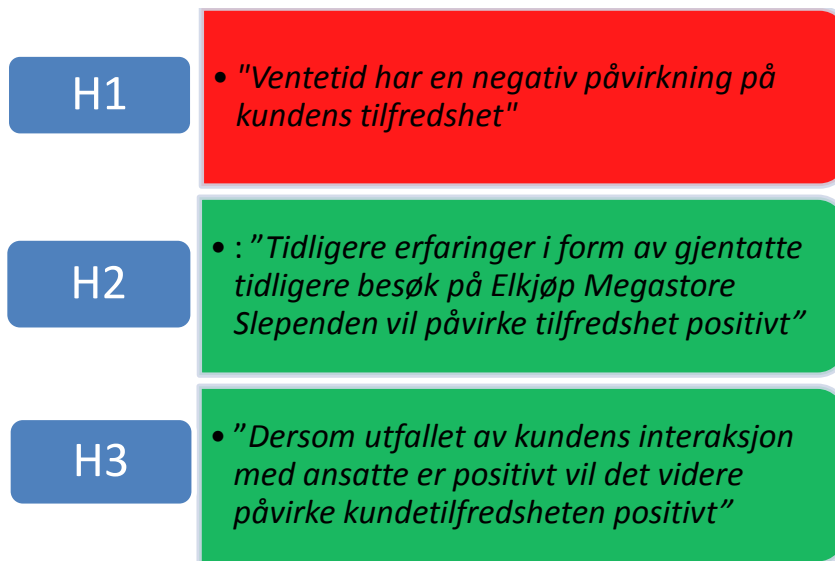 H1
• "Ventetid har en negativ påvirkning på
kundens tilfredshet"
H2
• : ”Tidligere erfaringer i form av gjentatte
tidligere besøk på Elkjøp Megastore
Slependen vil påvirke tilfredshet positivt”
H3
• ”Dersom utfallet av kundens interaksjon
med ansatte er positivt vil det videre
påvirke kundetilfredsheten positivt”